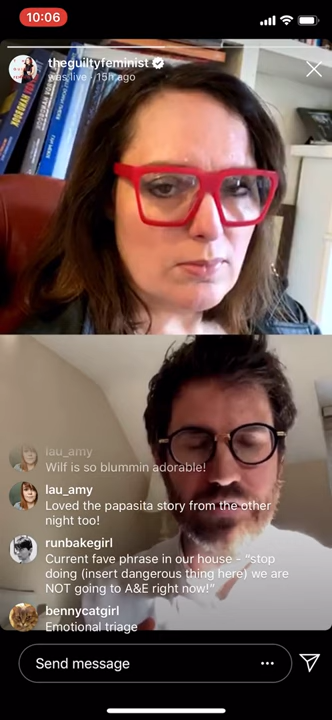 10:06
theguiltyfeminist
was live · 15h ago
lau_amy
Wilf is so blummin adorable!
lau_amy
Loved the papasita story from the other
night too!
runbakegirl
Current fave phrase in our house - “stop
doing (insert dangerous thing here) we are
NOT going to A&E right now!”
bennycatgirl
Emotional triage
Send message